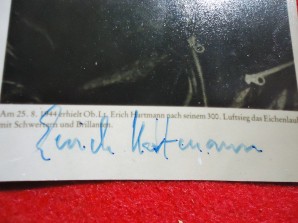 Am 25. 8. 1944 erhielt Ob. Lt. Erich Hartmann nach seinem 300. Luftsieg das Eichenlaub
mit Schwertern und Brillanten.
Erich Hartmann